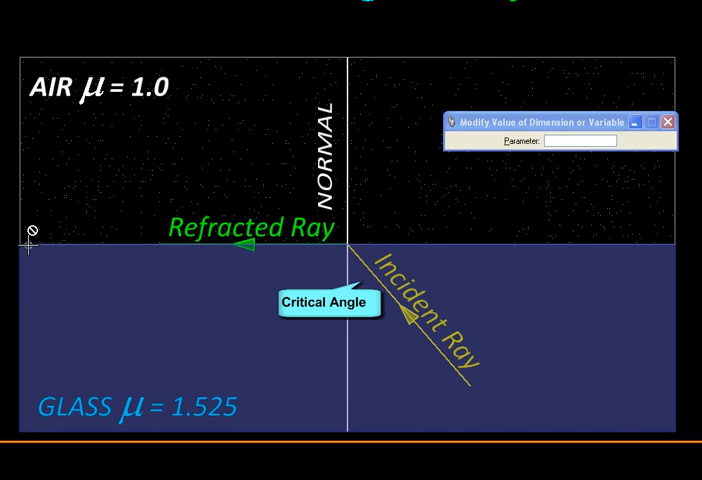 AIR μ = 1.0
NORMAL
Modify Value of Dimension or Variable
Parameter:
Refracted Ray
Incident Ray
Critical Angle
GLASS μ = 1.525